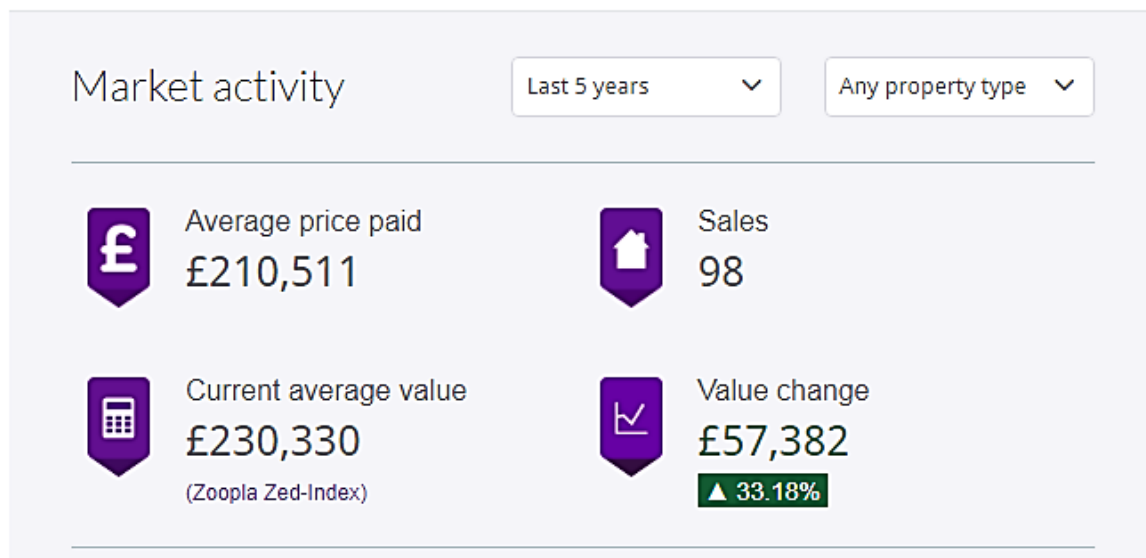 Market activity
Last 5 years
Any property type
£
Average price paid
£210,511
Sales
98
Current average value
£230,330
(Zoopla Zed-Index)
Value change
£57,382
▲ 33.18%